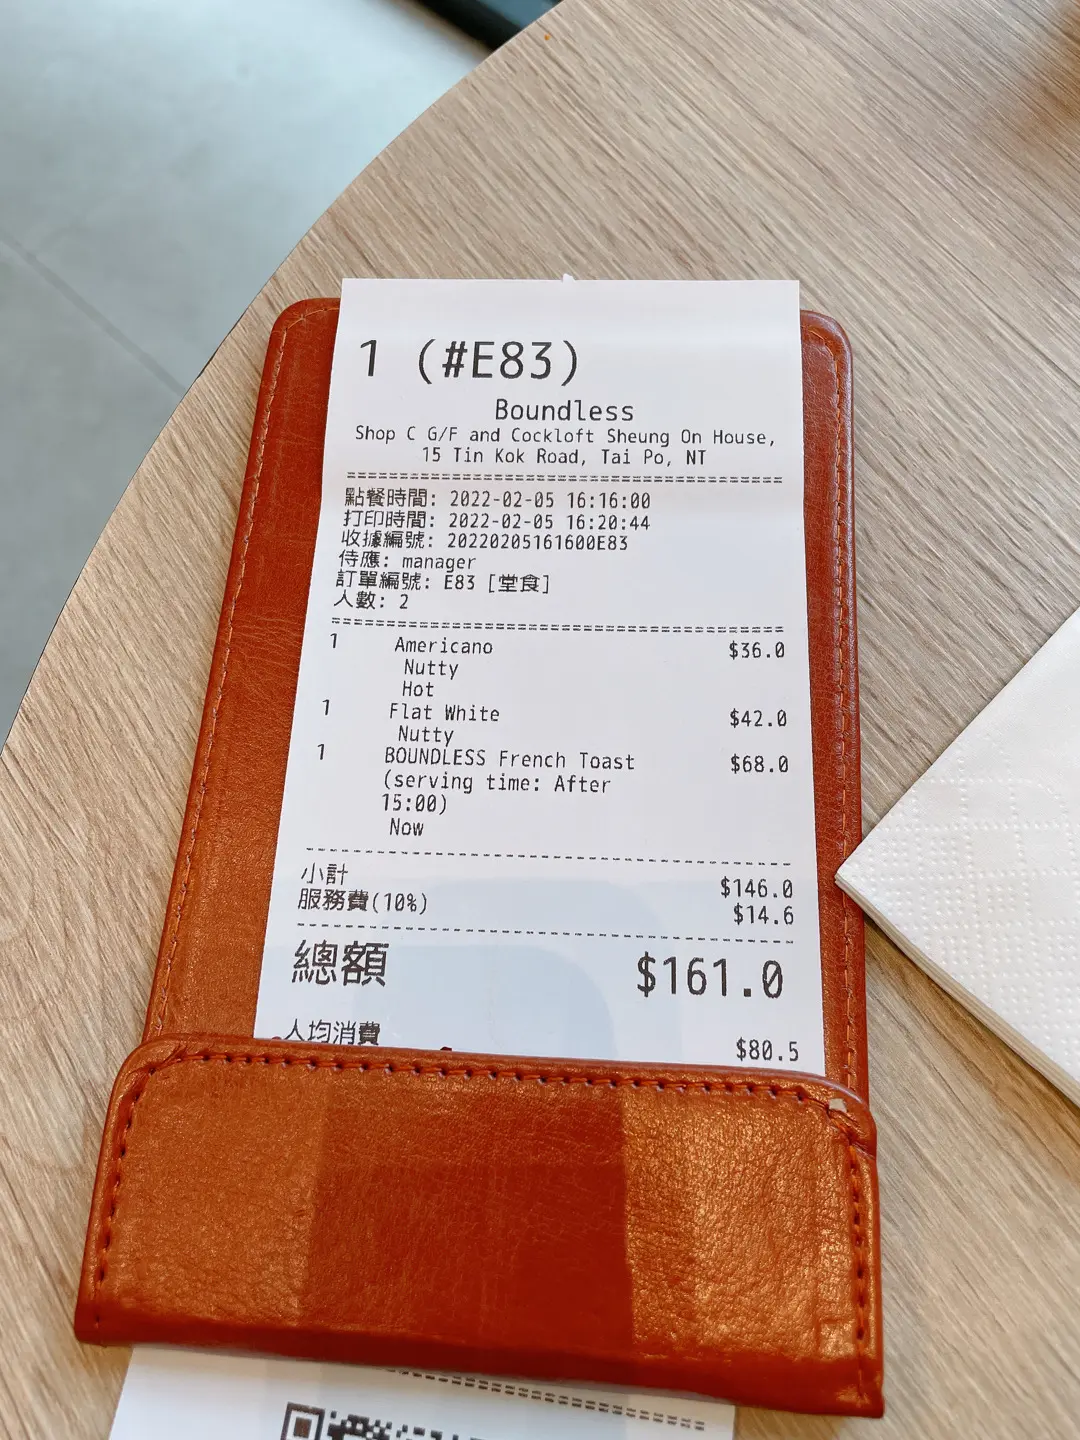 1 (#E83)
Boundless
Shop C G/F and Cockloft Sheung On House,
15 Tin Kok Road, Tai Po, NT
點餐時間: 2022-02-05 16:16:00
打印時間: 2022-02-05 16:20:44
收據編號: 20220205161600E83
侍應: manager
訂單編號: E83 [堂食]
人數: 2
1 Americano $36.0
Nutty
Hot
1 Flat White $42.0
Nutty
1 BOUNDLESS French Toast $68.0
(serving time: After
15:00)
Now
小計 $146.0
服務費(10%) $14.6
總額 $161.0
人均消費 $80.5